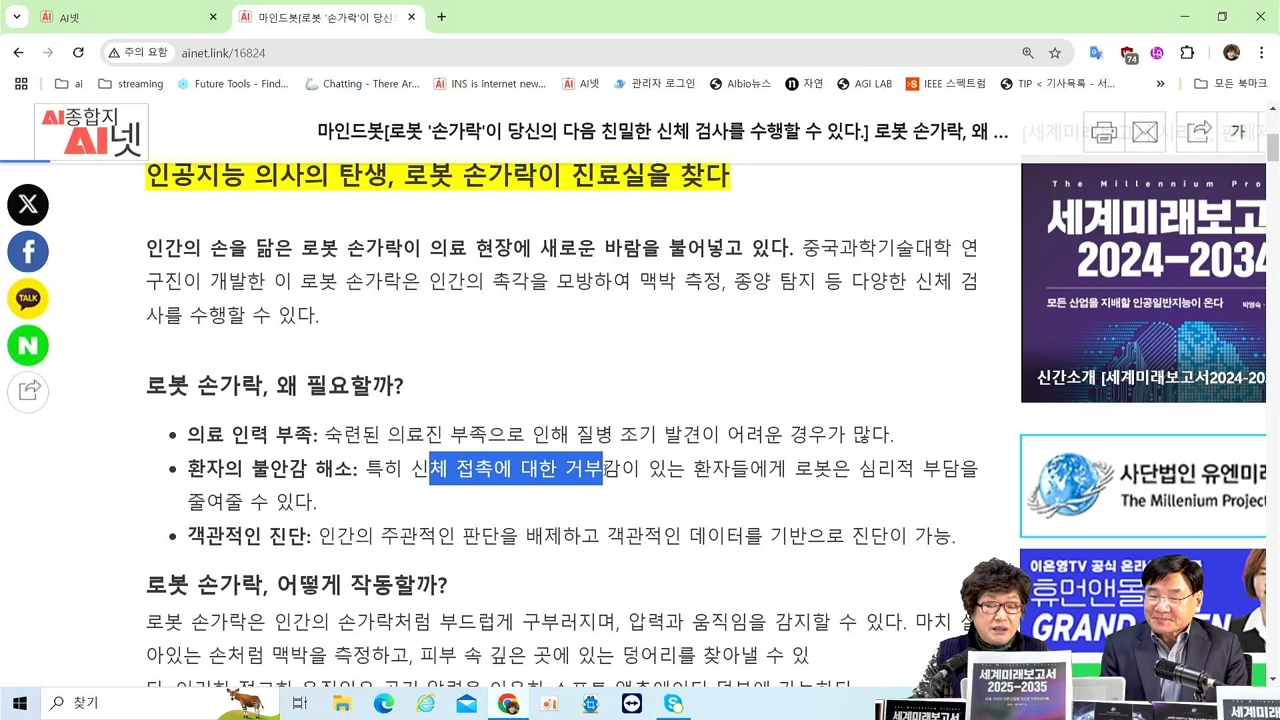 AI넷
마인드봇[로봇 '손가락'이 당신의
주의 요함
ainet.link/16824
74
ai
streaming
Future Tools - Find...
Chatting - There Ar...
INS is internet new...
AI넷
관리자 로그인
AIbio뉴스
자연
AGI LAB
IEEE 스펙트럼
TIP < 기사목록 - 서...
모든 북마크
AI종합지
AI넷
마인드봇[로봇 '손가락'이 당신의 다음 친밀한 신체 검사를 수행할 수 있다.] 로봇 손가락, 왜 ...
가
인공지능 의사의 탄생, 로봇 손가락이 진료실을 찾다
인간의 손을 닮은 로봇 손가락이 의료 현장에 새로운 바람을 불어넣고 있다. 중국과학기술대학 연
구진이 개발한 이 로봇 손가락은 인간의 촉각을 모방하여 맥박 측정, 종양 탐지 등 다양한 신체 검
사를 수행할 수 있다.
로봇 손가락, 왜 필요할까?
의료 인력 부족: 숙련된 의료진 부족으로 인해 질병 조기 발견이 어려운 경우가 많다.
환자의 불안감 해소: 특히 신체 접촉에 대한 거부감이 있는 환자들에게 로봇은 심리적 부담을
줄여줄 수 있다.
객관적인 진단: 인간의 주관적인 판단을 배제하고 객관적인 데이터를 기반으로 진단이 가능.
로봇 손가락, 어떻게 작동할까?
로봇 손가락은 인간의 손가락처럼 부드럽게 구부러지며, 압력과 움직임을 감지할 수 있다. 마치
아있는 손처럼 맥박을 측정하고, 피부 속 깊은 곳에 있는 덩어리를 찾아낼 수 있
TALK
N
The Millennium Pro
세계미래보고
2024-2034
모든 산업을 지배할 인공일반지능이 온다
박영숙
신간소개 [세계미래보고서2024-20
사단법인 유엔미래
The Millenium Project
이은영TV 공식 온라
휴먼앤몰
GRAND
EN
세계미래보고서
2025-2035
찾기